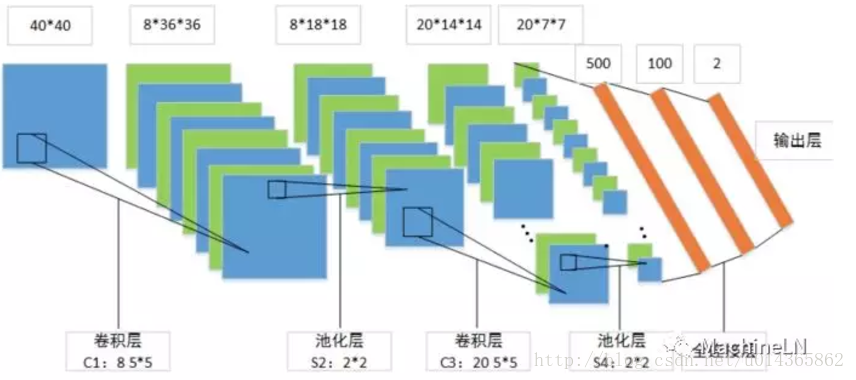 40*40
8*36*36
8*18*18
20*14*14
20*7*7
500
100
2
输出层
卷积层
C1: 8 5*5
池化层
S2: 2*2
卷积层
C3: 20 5*5
池化层
S4: 2*2
全连接层
MachineLN
http://blog.csdn.net/u014365862